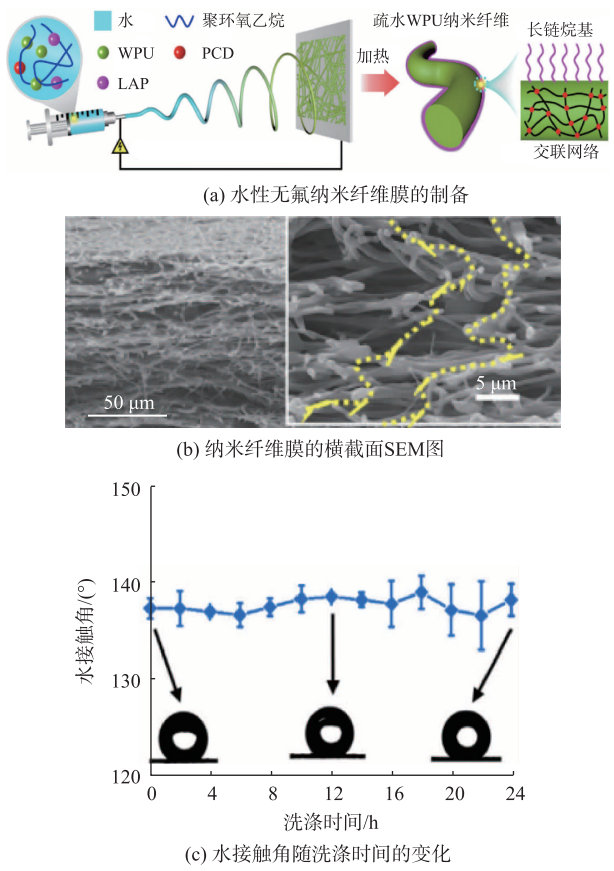 水 聚环氧乙烷
WPU PCD
LAP
加热
疏水WPU纳米纤维
长链烷基
交联网络
(a) 水性无氟纳米纤维膜的制备
50 μm
5 μm
(b) 纳米纤维膜的横截面SEM图
150
140
130
120
水接触角/(°)
0 4 8 12 16 20 24
洗涤时间/h
(c) 水接触角随洗涤时间的变化